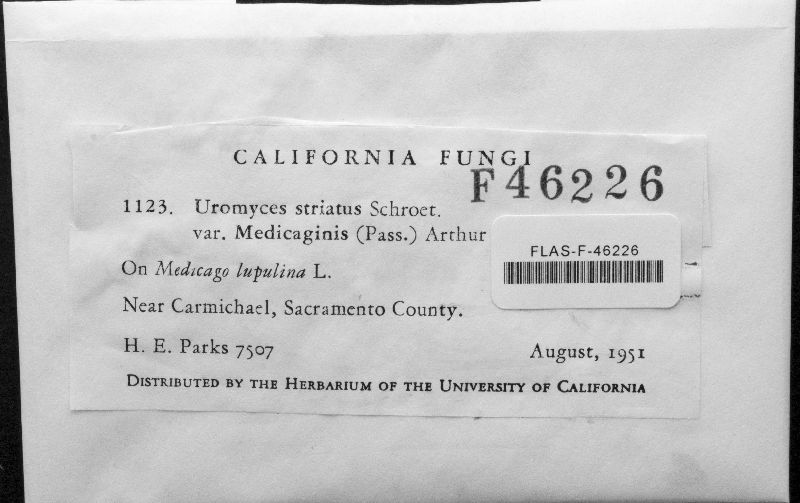 CALIFORNIA FUNGI
F46226
1123. Uromyces striatus Schroet.
var. Medicaginis (Pass.) Arthur
FLAS-F-46226
On Medicago lupulina L.
Near Carmichael, Sacramento County.
H. E. Parks 7507 August, 1951
DISTRIBUTED BY THE HERBARIUM OF THE UNIVERSITY OF CALIFORNIA